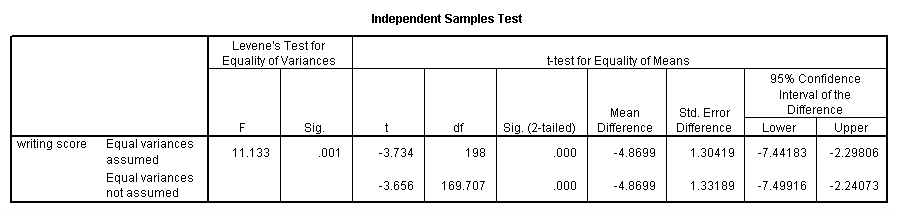 Independent Samples Test
Levene's Test for
Equality of Variances
t-test for Equality of Means
95% Confidence
Interval of the
Difference
F
Sig.
t
df
Sig. (2-tailed)
Mean
Difference
Std. Error
Difference
Lower
Upper
writing score
Equal variances
assumed
11.133
.001
-3.734
198
.000
-4.8699
1.30419
-7.44183
-2.29806
Equal variances
not assumed
-3.656
169.707
.000
-4.8699
1.33189
-7.49916
-2.24073